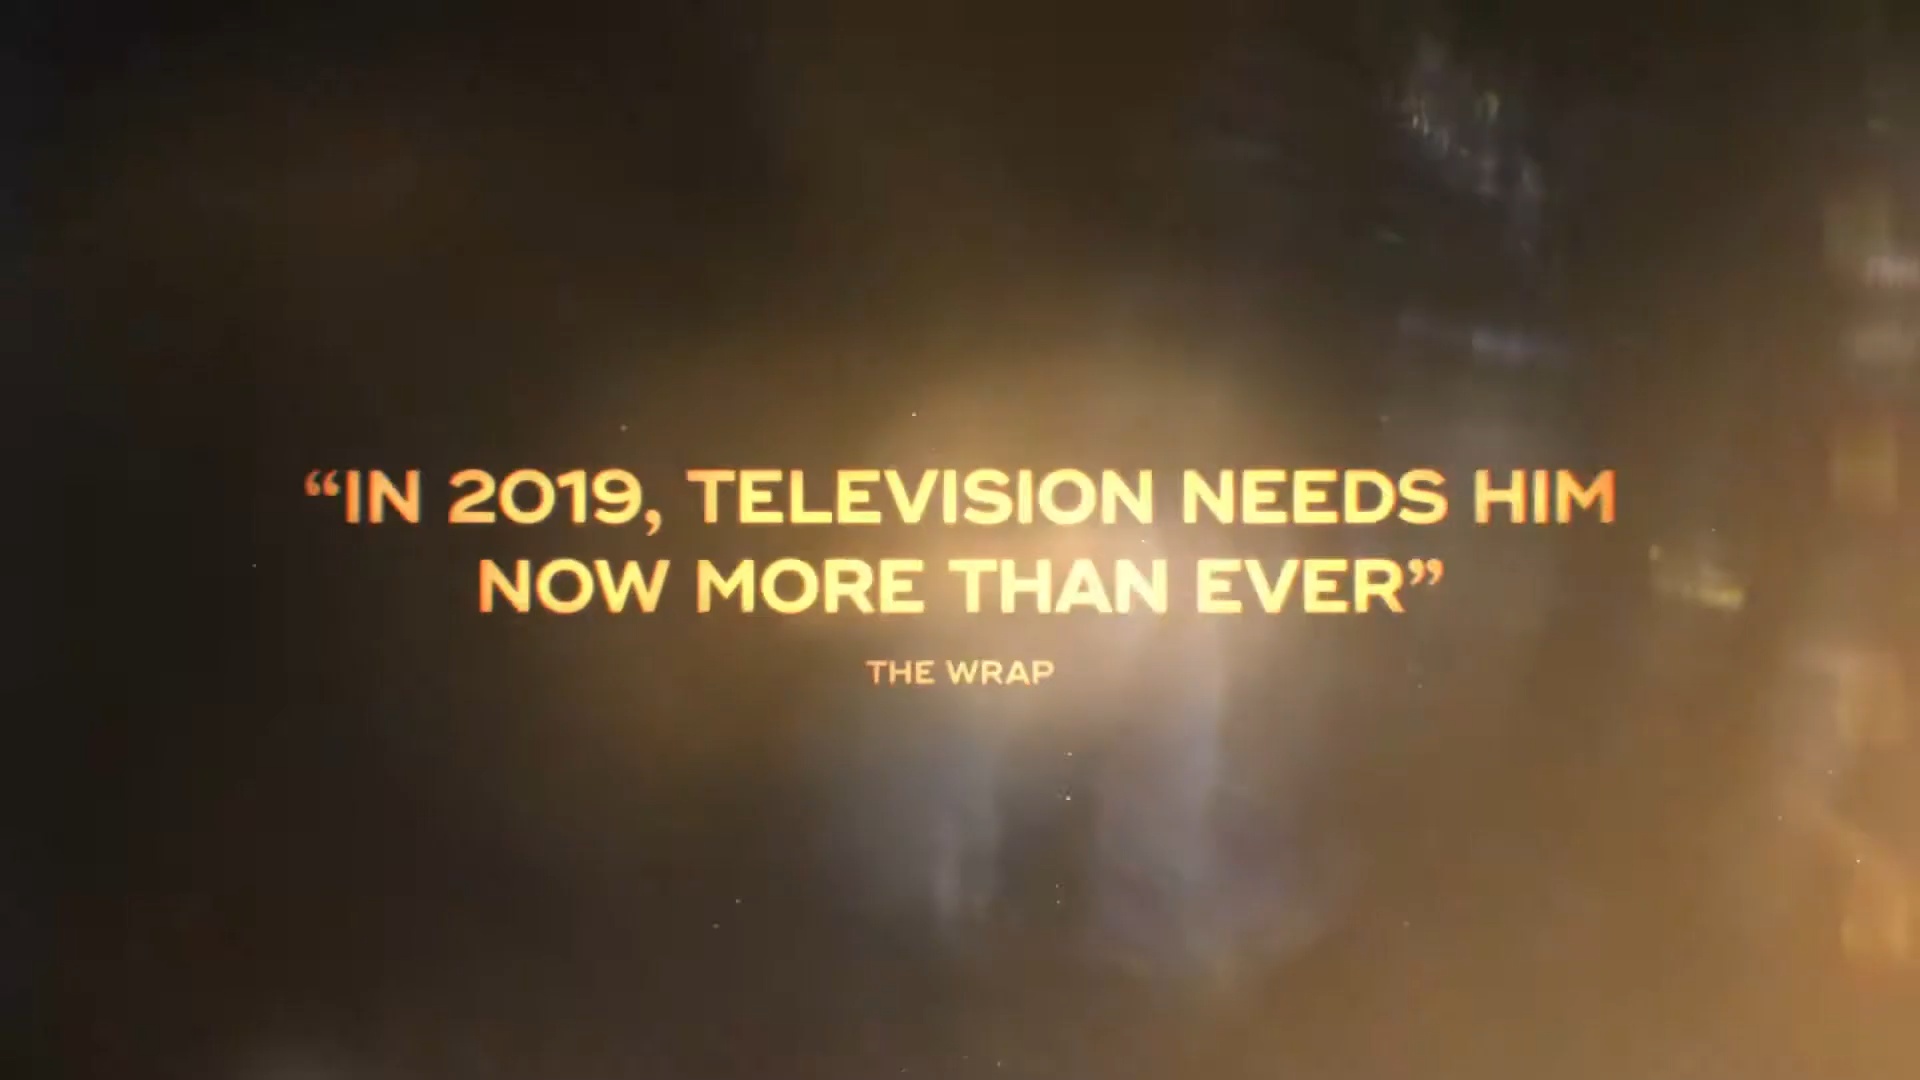 “IN 2019, TELEVISION NEEDS HIM
NOW MORE THAN EVER”
THE WRAP